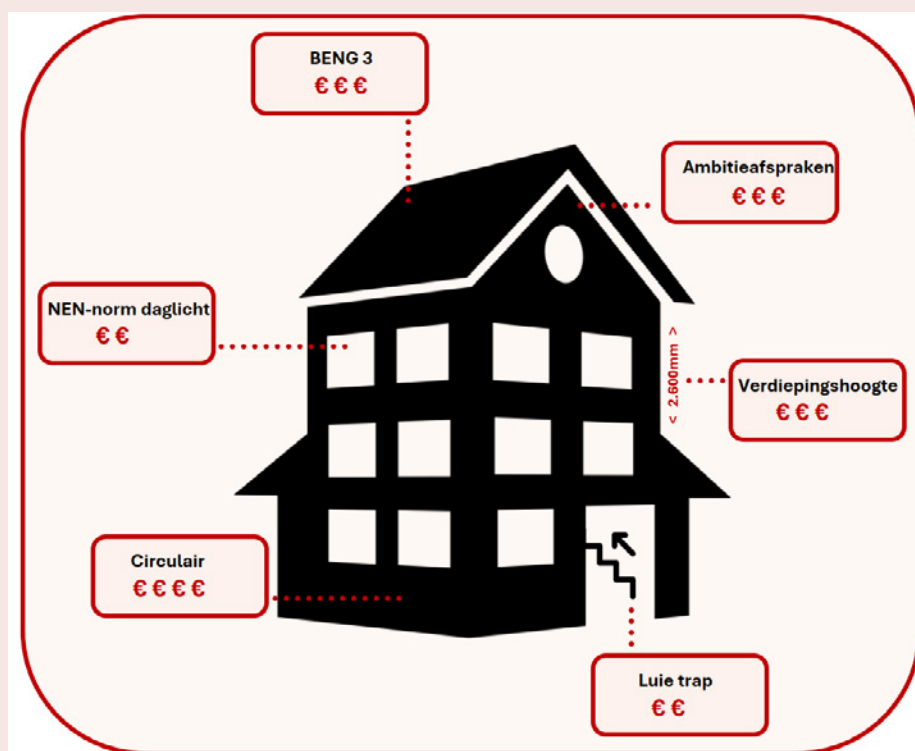 BENG 3
€ € €
Ambitieafspraken
€ € €
NEN-norm daglicht
€ €
< 2.600mm >
Verdiepingshoogte
€ € €
Circulair
€ € € €
Luie trap
€ €